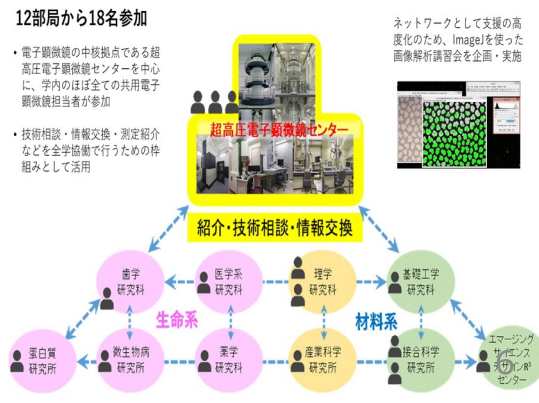 12部局から18名参加
• 電子顕微鏡の中核拠点である超
高圧電子顕微鏡センターを中心
に、学内のほぼ全ての共用電子
顕微鏡担当者が参加
• 技術相談・情報交換・測定紹介
などを全学協働で行うための枠
組みとして活用
ネットワークとして支援の高
度化のため、ImageJを使った
画像解析講習会を企画・実施
超高圧電子顕微鏡センター
紹介・技術相談・情報交換
歯学
研究科
医学系
研究科
理学
研究科
基礎工学
研究科
生命系
材料系
蛋白質
研究所
微生物病
研究所
薬学
研究科
産業科学
研究所
接合科学
研究所
エマージング
サイエンス
デザインR³
センター
6